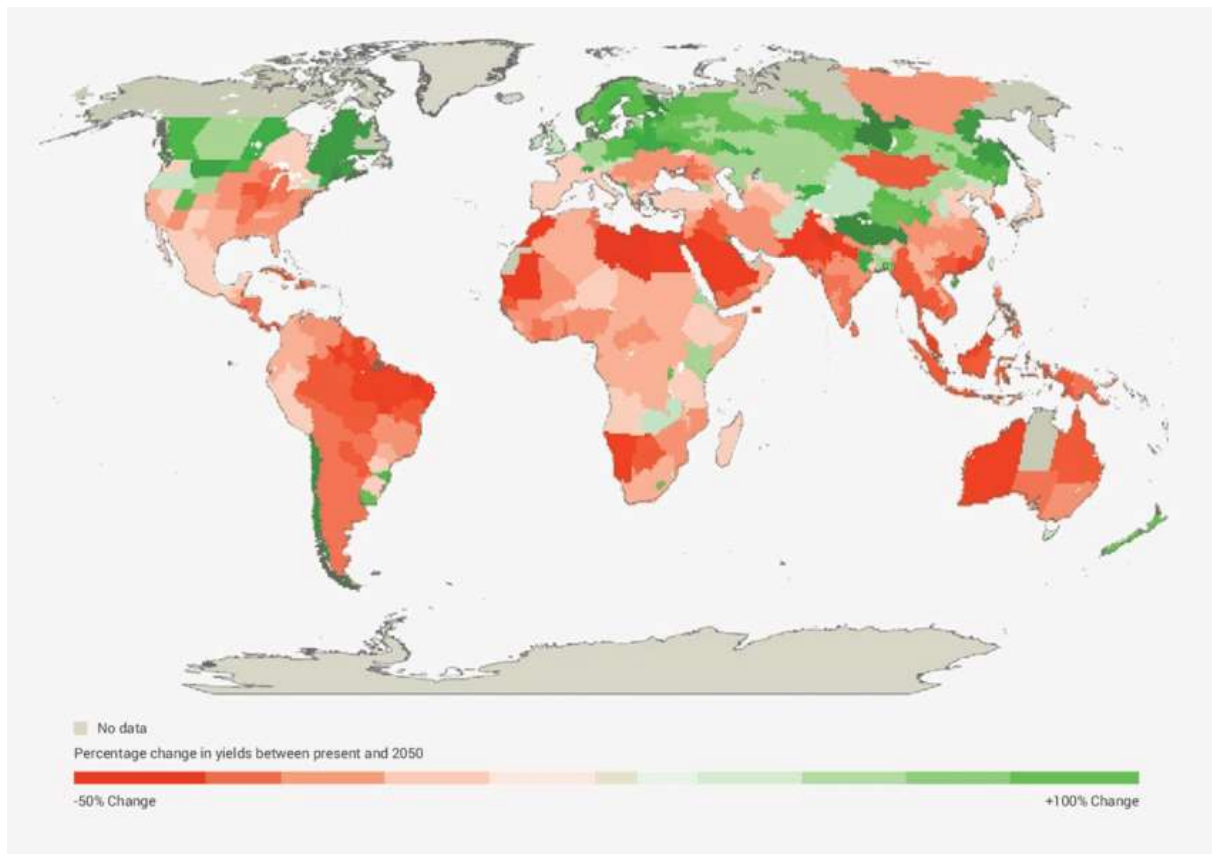 No data
Percentage change in yields between present and 2050
-50% Change
+100% Change